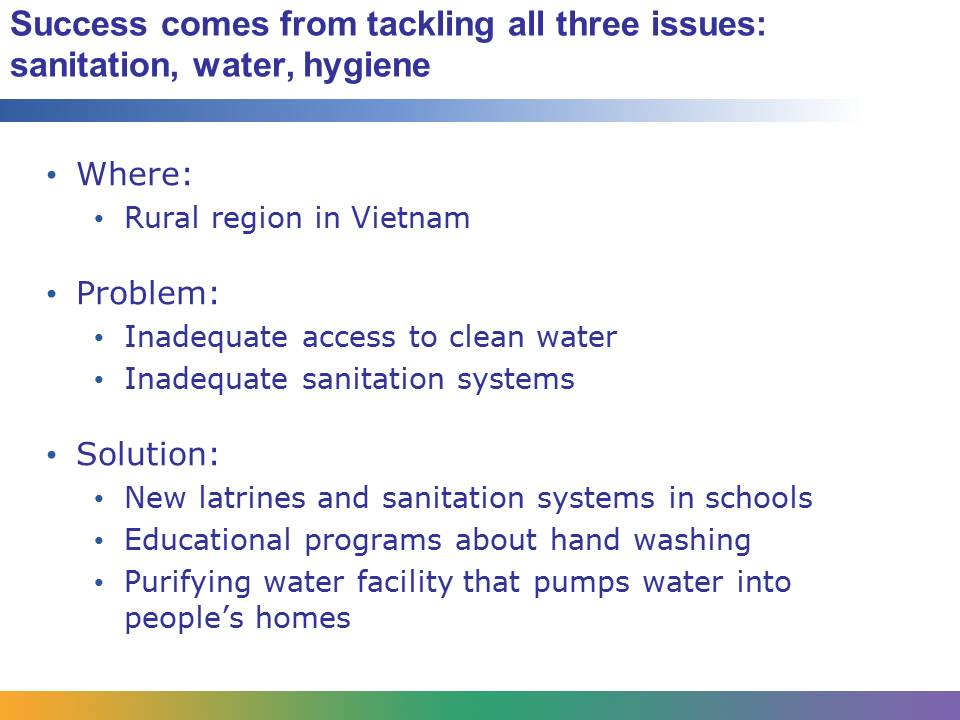 Success comes from tackling all three issues:
sanitation, water, hygiene
• Where:
• Rural region in Vietnam
• Problem:
• Inadequate access to clean water
• Inadequate sanitation systems
• Solution:
• New latrines and sanitation systems in schools
• Educational programs about hand washing
• Purifying water facility that pumps water into
people’s homes